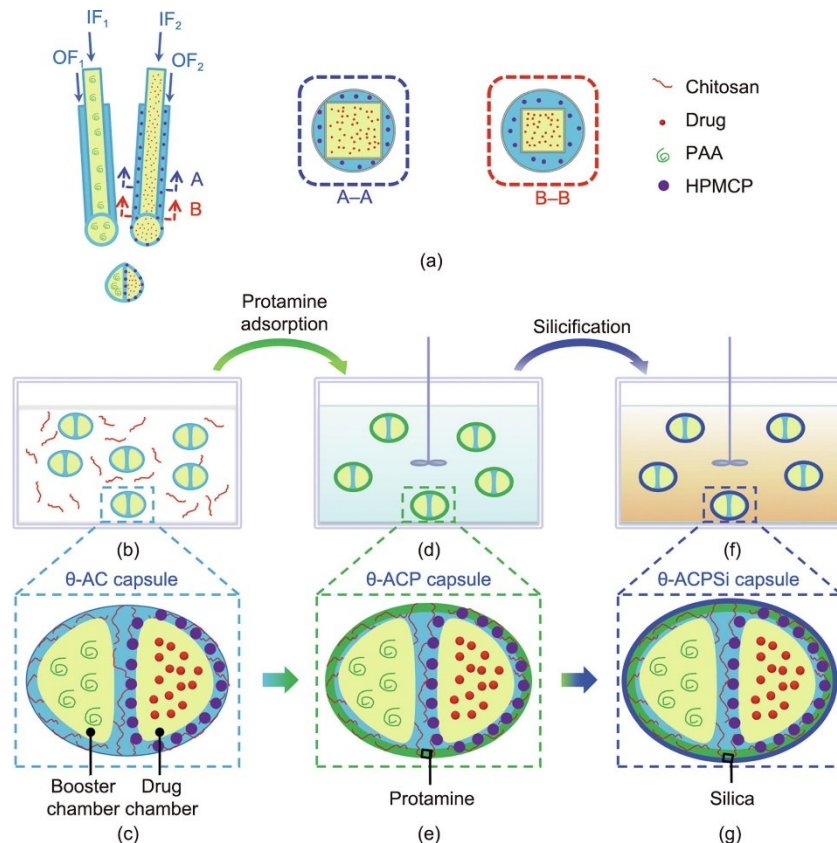 IF₁
IF₂
OF₁
OF₂
A
B
A–A
B–B
Chitosan
Drug
PAA
HPMCP
(a)
Protamine
adsorption
Silicification
(b)
(d)
(f)
θ-AC capsule
θ-ACP capsule
θ-ACPSi capsule
Booster
chamber
Drug
chamber
Protamine
Silica
(c)
(e)
(g)